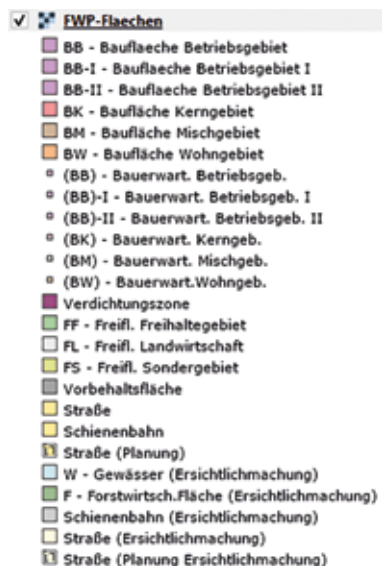 FWP-Flaechen
BB - Bauflaeche Betriebsgebiet
BB-I - Bauflaeche Betriebsgebiet I
BB-II - Bauflaeche Betriebsgebiet II
BK - Baufläche Kerngebiet
BM - Baufläche Mischgebiet
BW - Baufläche Wohngebiet
(BB) - Bauerwart. Betriebsgeb.
(BB)-I - Bauerwart. Betriebsgeb. I
(BB)-II - Bauerwart. Betriebsgeb. II
(BK) - Bauerwart. Kerngeb.
(BM) - Bauerwart. Mischgeb.
(BW) - Bauerwart.Wohngeb.
Verdichtungszone
FF - Freifl. Freihaltegebiet
FL - Freifl. Landwirtschaft
FS - Freifl. Sondergebiet
Vorbehaltsfläche
Straße
Schienenbahn
Straße (Planung)
W - Gewässer (Ersichtlichmachung)
F - Forstwirtsch.Fläche (Ersichtlichmachung)
Schienenbahn (Ersichtlichmachung)
Straße (Ersichtlichmachung)
Straße (Planung Ersichtlichmachung)